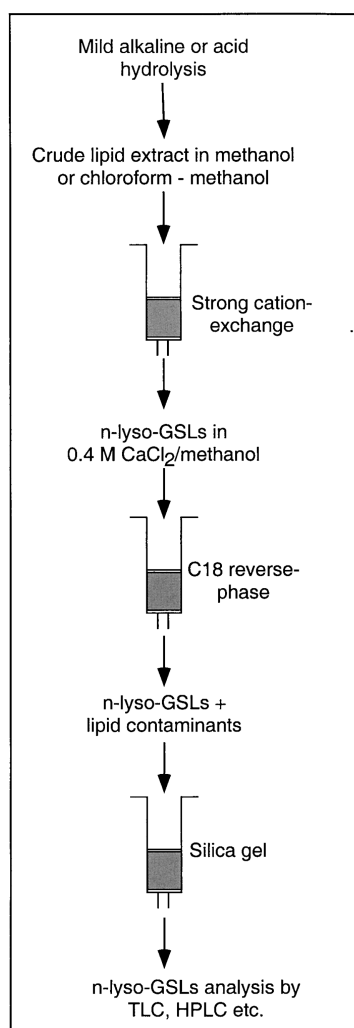 Mild alkaline or acid
hydrolysis
Crude lipid extract in methanol
or chloroform - methanol
Strong cation-
exchange
n-lyso-GSLs in
0.4 M CaCl2/methanol
C18 reverse-
phase
n-lyso-GSLs +
lipid contaminants
Silica gel
n-lyso-GSLs analysis by
TLC, HPLC etc.